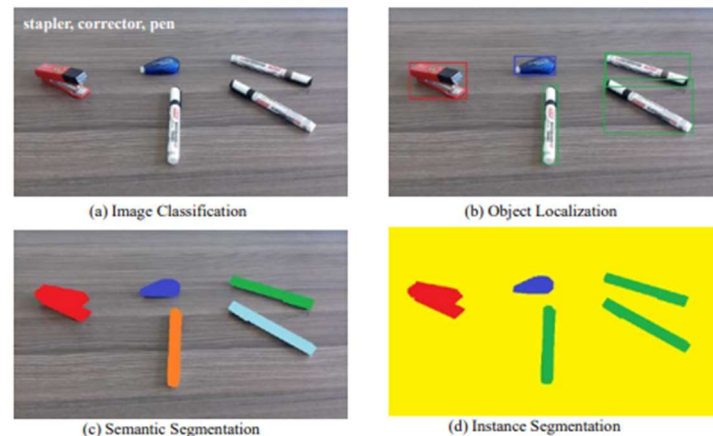 stapler, corrector, pen
(a) Image Classification
(b) Object Localization
(c) Semantic Segmentation
(d) Instance Segmentation